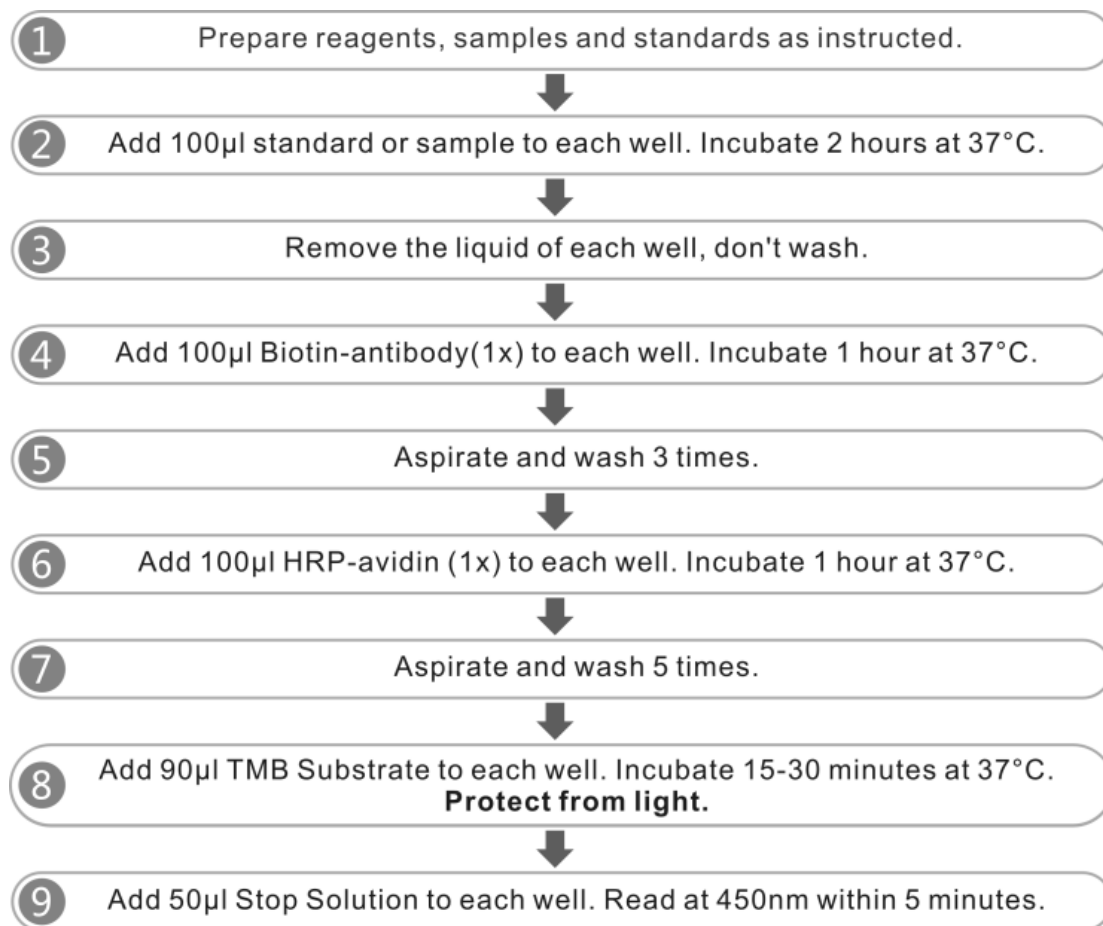 1 Prepare reagents, samples and standards as instructed.
2 Add 100µl standard or sample to each well. Incubate 2 hours at 37°C.
3 Remove the liquid of each well, don't wash.
4 Add 100µl Biotin-antibody(1x) to each well. Incubate 1 hour at 37°C.
5 Aspirate and wash 3 times.
6 Add 100µl HRP-avidin (1x) to each well. Incubate 1 hour at 37°C.
7 Aspirate and wash 5 times.
8 Add 90µl TMB Substrate to each well. Incubate 15-30 minutes at 37°C.
Protect from light.
9 Add 50µl Stop Solution to each well. Read at 450nm within 5 minutes.